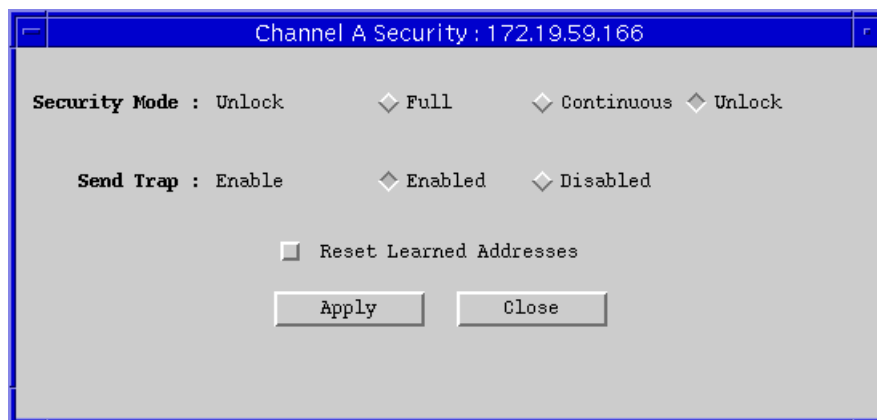 Channel A Security : 172.19.59.166
Security Mode : Unlock Full Continuous Unlock
Send Trap : Enable Enabled Disabled
Reset Learned Addresses
Apply Close